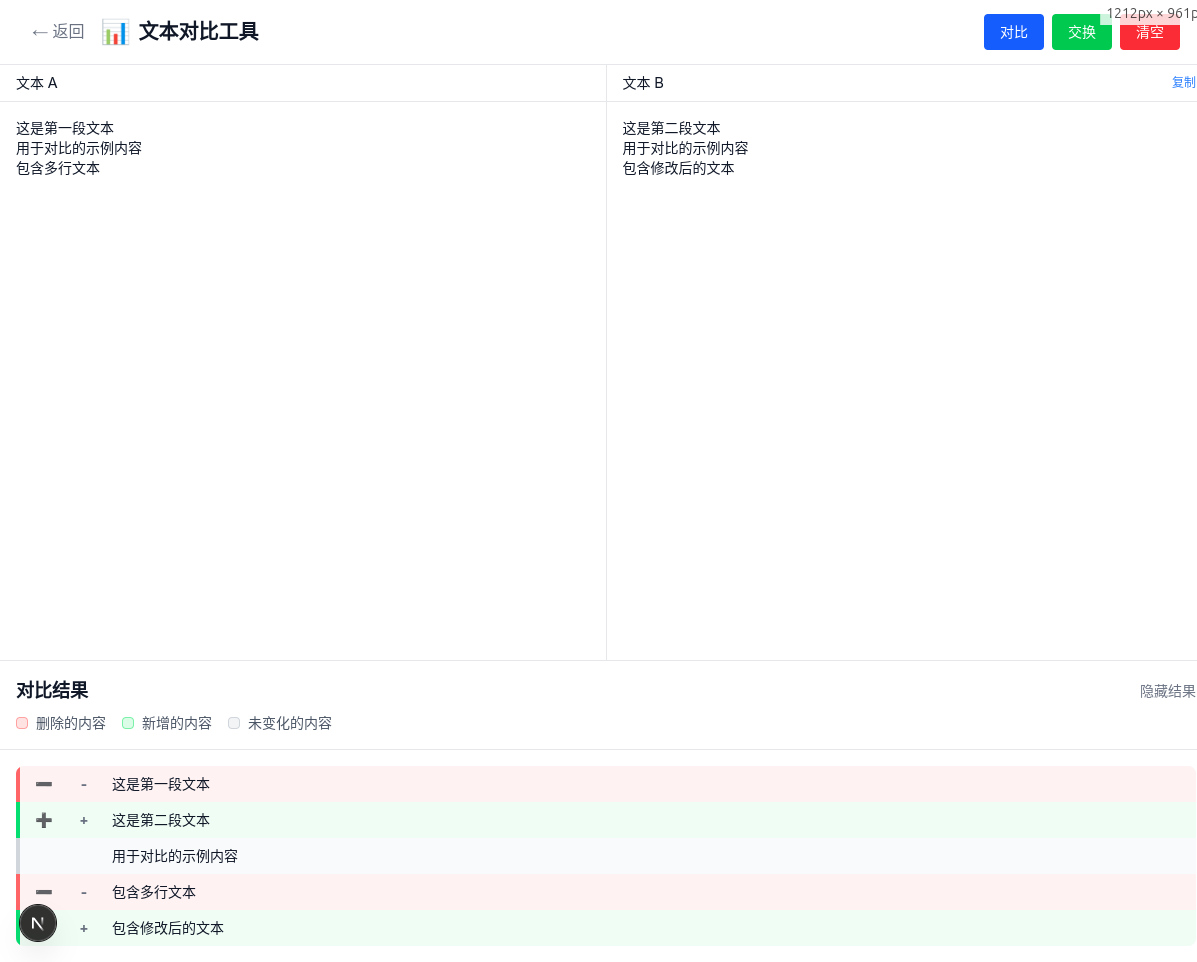 ← 返回 📊 文本对比工具 对比 交换 清空
1212px × 961p
文本 A
文本 B 复制
这是第一段文本
用于对比的示例内容
包含多行文本
这是第二段文本
用于对比的示例内容
包含修改后的文本
对比结果 隐藏结果
删除的内容 新增的内容 未变化的内容
➖ - 这是第一段文本
➕ + 这是第二段文本
用于对比的示例内容
➖ - 包含多行文本
+ 包含修改后的文本
N